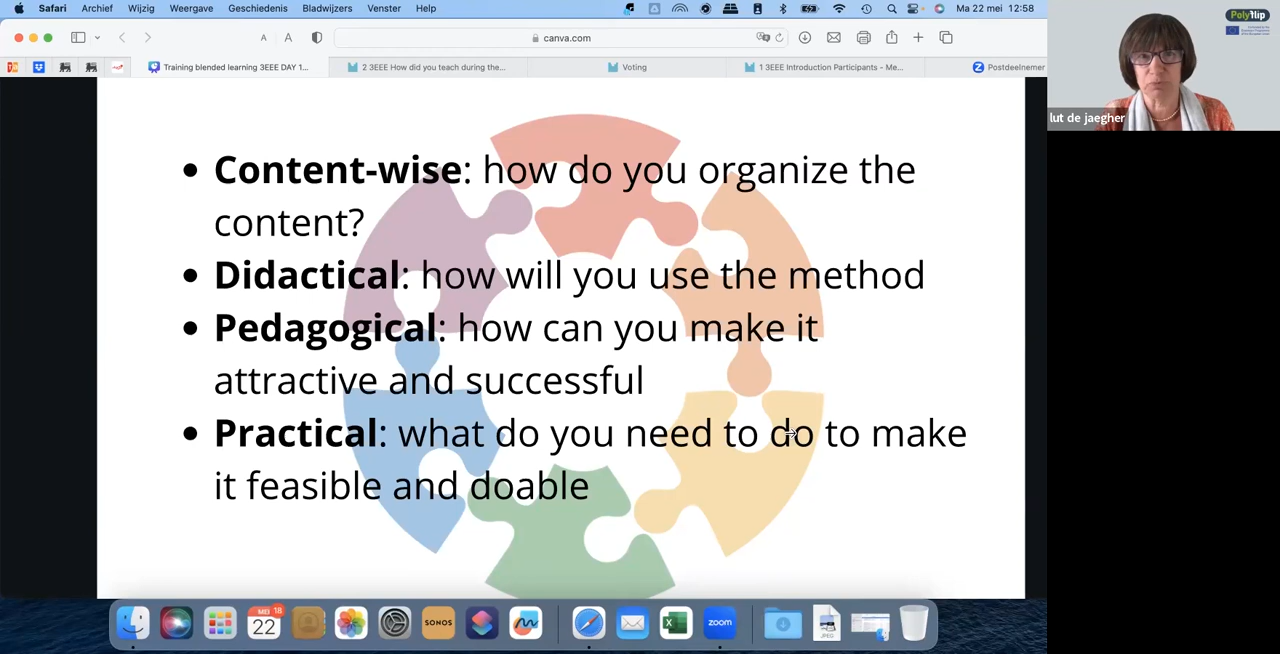 Safari Archief Wijzig Weergave Geschiedenis Bladwijzers Venster Help Ma 22 mei 12:58
A A canva.com
Training blended learning 3EEE DAY 1... 2 3EEE How did you teach during the... Voting 1 3EEE Introduction Participants - Me... Postdeelnemer
Polyflip
lut de jaegher
• Content-wise: how do you organize the
content?
• Didactical: how will you use the method
• Pedagogical: how can you make it
attractive and successful
• Practical: what do you need to do to make
it feasible and doable
MEI 18
22
SONOS
X
zoom
JPEG